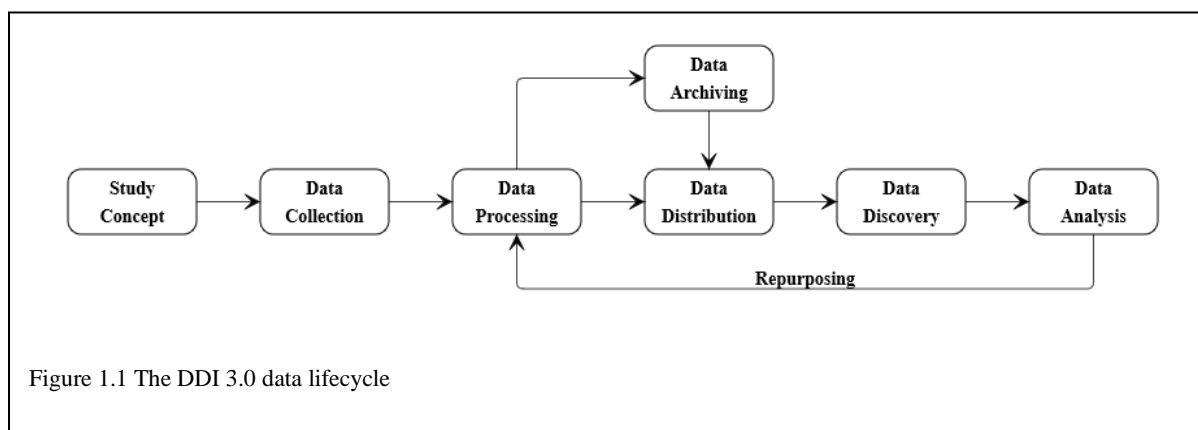 Data
Archiving
Study
Concept
Data
Collection
Data
Processing
Data
Distribution
Data
Discovery
Data
Analysis
Repurposing
Figure 1.1 The DDI 3.0 data lifecycle